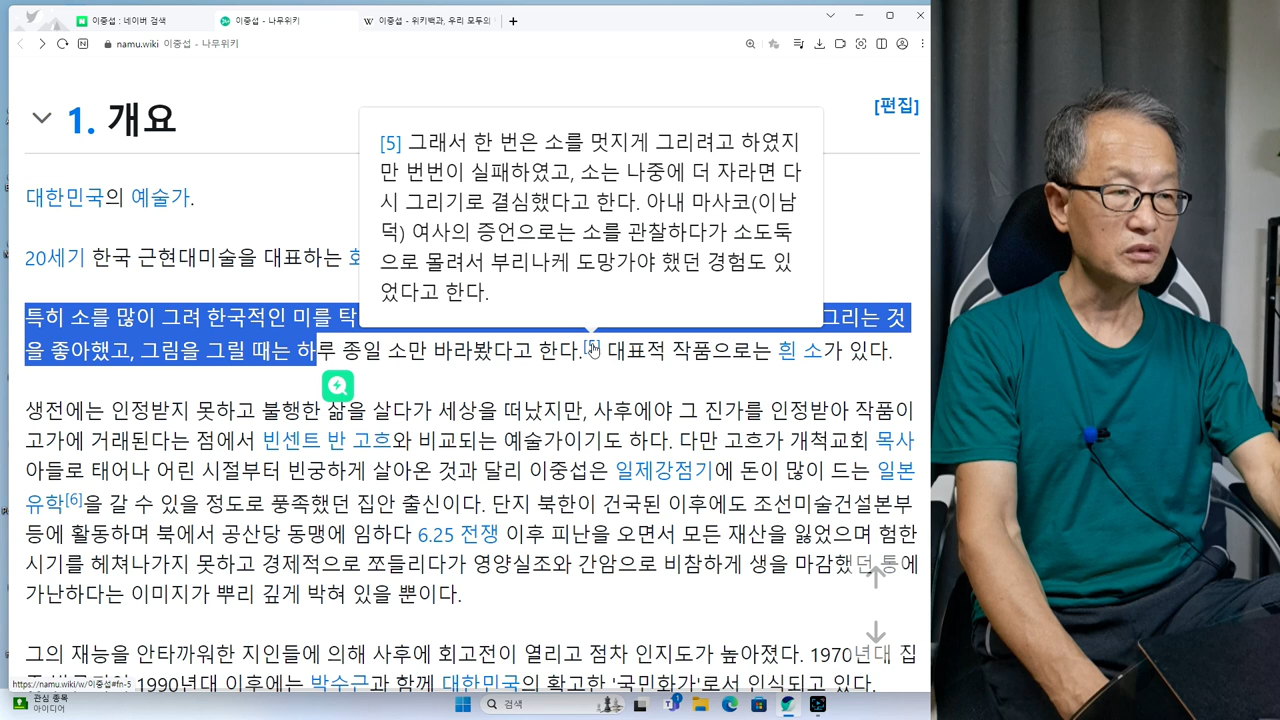 이중섭 : 네이버 검색
이중섭 - 나무위키
이중섭 - 위키백과, 우리 모두의
namu.wiki 이중섭 - 나무위키
1. 개요
[편집]
[5] 그래서 한 번은 소를 멋지게 그리려고 하였지
만 번번이 실패하였고, 소는 나중에 더 자라면 다
시 그리기로 결심했다고 한다. 아내 마사코(이남
덕) 여사의 증언으로는 소를 관찰하다가 소도둑
으로 몰려서 부리나케 도망가야 했던 경험도 있
었다고 한다.
대한민국의 예술가.
20세기 한국 근현대미술을 대표하는
특히 소를 많이 그려 한국적인 미를 탁 그리는 것
을 좋아했고, 그림을 그릴 때는 하루 종일 소만 바라봤다고 한다.[5] 대표적 작품으로는 흰 소가 있다.
생전에는 인정받지 못하고 불행한 삶을 살다가 세상을 떠났지만, 사후에야 그 진가를 인정받아 작품이
고가에 거래된다는 점에서 빈센트 반 고흐와 비교되는 예술가이기도 하다. 다만 고흐가 개척교회 목사
아들로 태어나 어린 시절부터 빈궁하게 살아온 것과 달리 이중섭은 일제강점기에 돈이 많이 드는 일본
유학[6]을 갈 수 있을 정도로 풍족했던 집안 출신이다. 단지 북한이 건국된 이후에도 조선미술건설본부
등에 활동하며 북에서 공산당 동맹에 임하다 6.25 전쟁 이후 피난을 오면서 모든 재산을 잃었으며 험한
시기를 헤쳐나가지 못하고 경제적으로 쪼들리다가 영양실조와 간암으로 비참하게 생을 마감했던 통에
가난하다는 이미지가 뿌리 깊게 박혀 있을 뿐이다.
그의 재능을 안타까워한 지인들에 의해 사후에 회고전이 열리고 점차 인지도가 높아졌다. 1970년대 집
1990년대 이후에는 박수근과 함께 대한민국의 확고한 '국민화가'로서 인식되고 있다.
https://namu.wiki/w/이중섭#fn-5
관심 종목
아이디어
검색
1